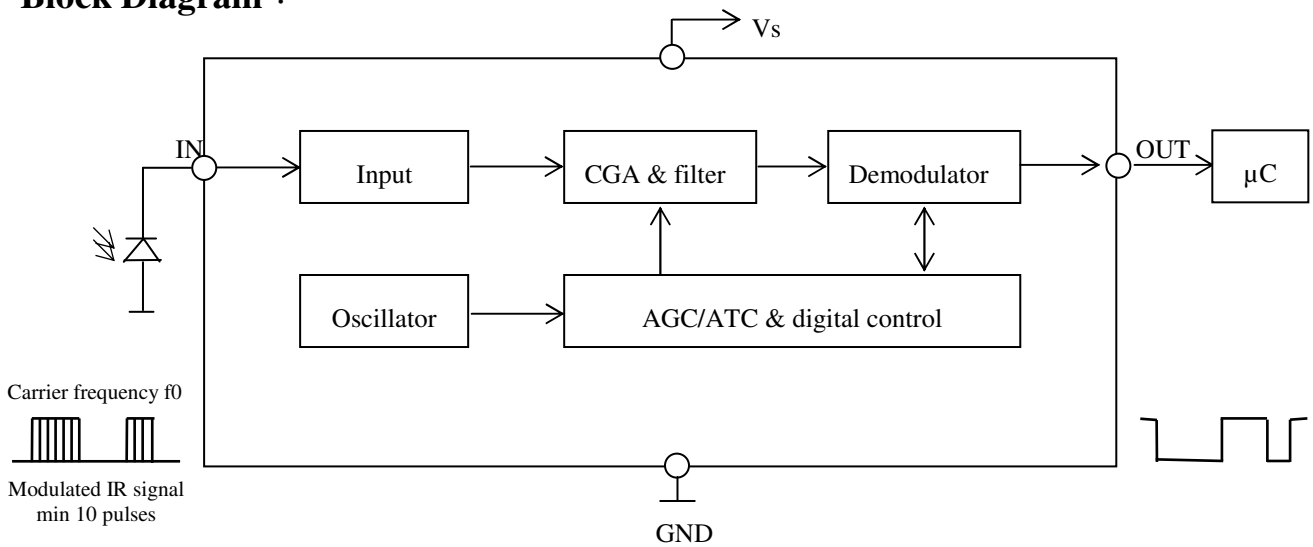 Block Diagram :
Vs
IN
Input
CGA & filter
Demodulator
OUT
µC
Oscillator
AGC/ATC & digital control
Carrier frequency f0
Modulated IR signal
min 10 pulses
GND